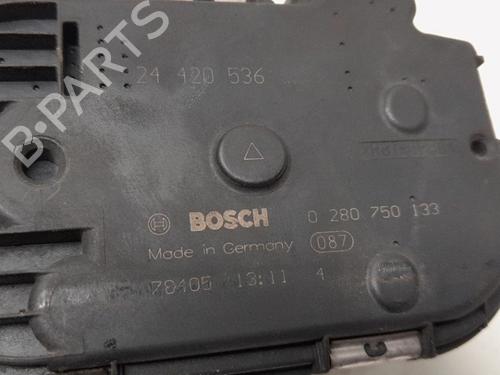 24 420 536
B-PARTS
BOSCH 0 280 750 133
Made in Germany 087
78405 13:11 4
C